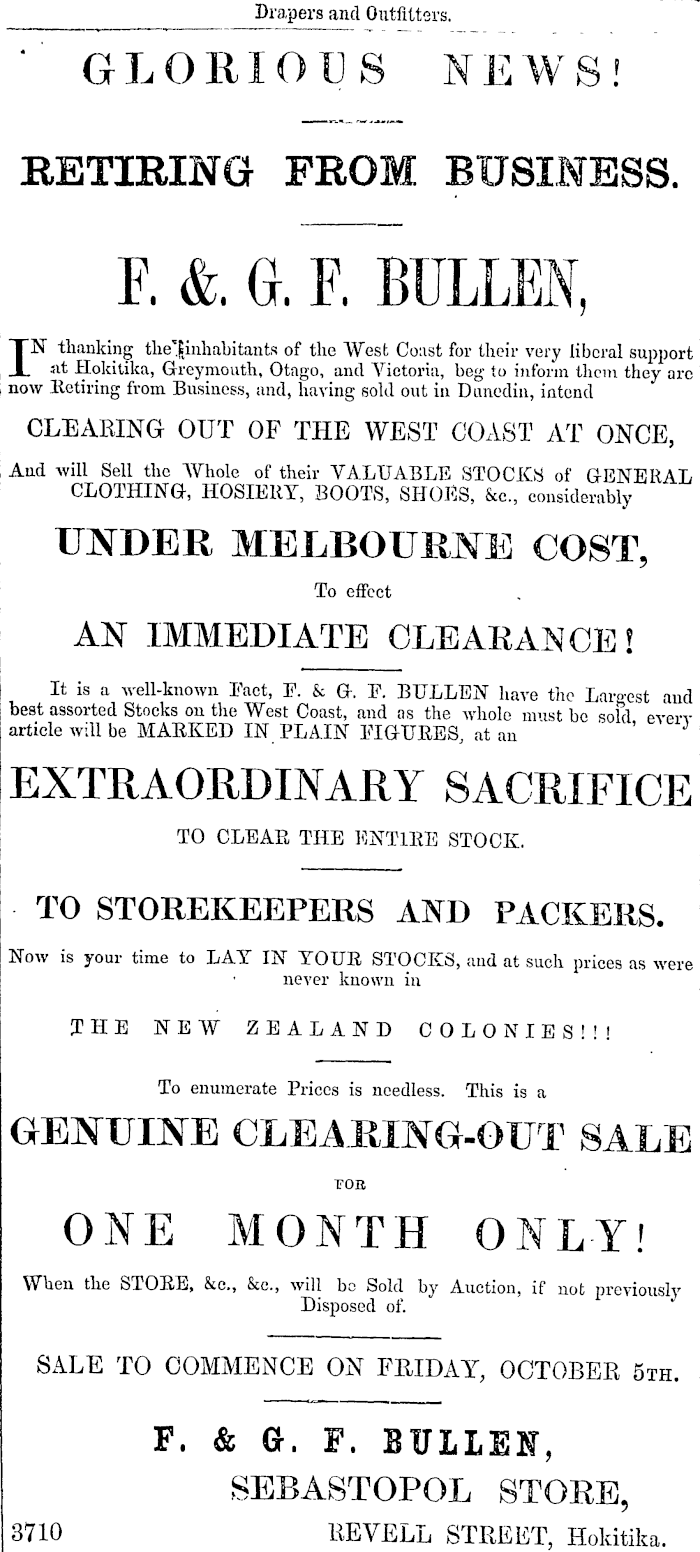 Drapers and Outfitters.
GLORIOUS NEWS!
RETIRING FROM BUSINESS.
F. &. G. F. BULLEN,
IN thanking the inhabitants of the West Coast for their very liberal support
at Hokitika, Greymouth, Otago, and Victoria, beg to inform them they are
now Retiring from Business, and, having sold out in Dunedin, intend
CLEARING OUT OF THE WEST COAST AT ONCE,
And will Sell the Whole of their VALUABLE STOCKS of GENERAL
CLOTHING, HOSIERY, BOOTS, SHOES, &c., considerably
UNDER MELBOURNE COST,
To effect
AN IMMEDIATE CLEARANCE!
It is a well-known Fact, F. & G. F. BULLEN have the Largest and
best assorted Stocks on the West Coast, and as the whole must be sold, every
article will be MARKED IN PLAIN FIGURES, at an
EXTRAORDINARY SACRIFICE
TO CLEAR THE ENTIRE STOCK.
TO STOREKEEPERS AND PACKERS.
Now is your time to LAY IN YOUR STOCKS, and at such prices as were
never known in
THE NEW ZEALAND COLONIES!!!
To enumerate Prices is needless. This is a
GENUINE CLEARING-OUT SALE
FOR
ONE MONTH ONLY!
When the STORE, &c., &c., will be Sold by Auction, if not previously
Disposed of.
SALE TO COMMENCE ON FRIDAY, OCTOBER 5TH.
F. & G. F. BULLEN,
SEBASTOPOL STORE,
3710 REVELL STREET, Hokitika.